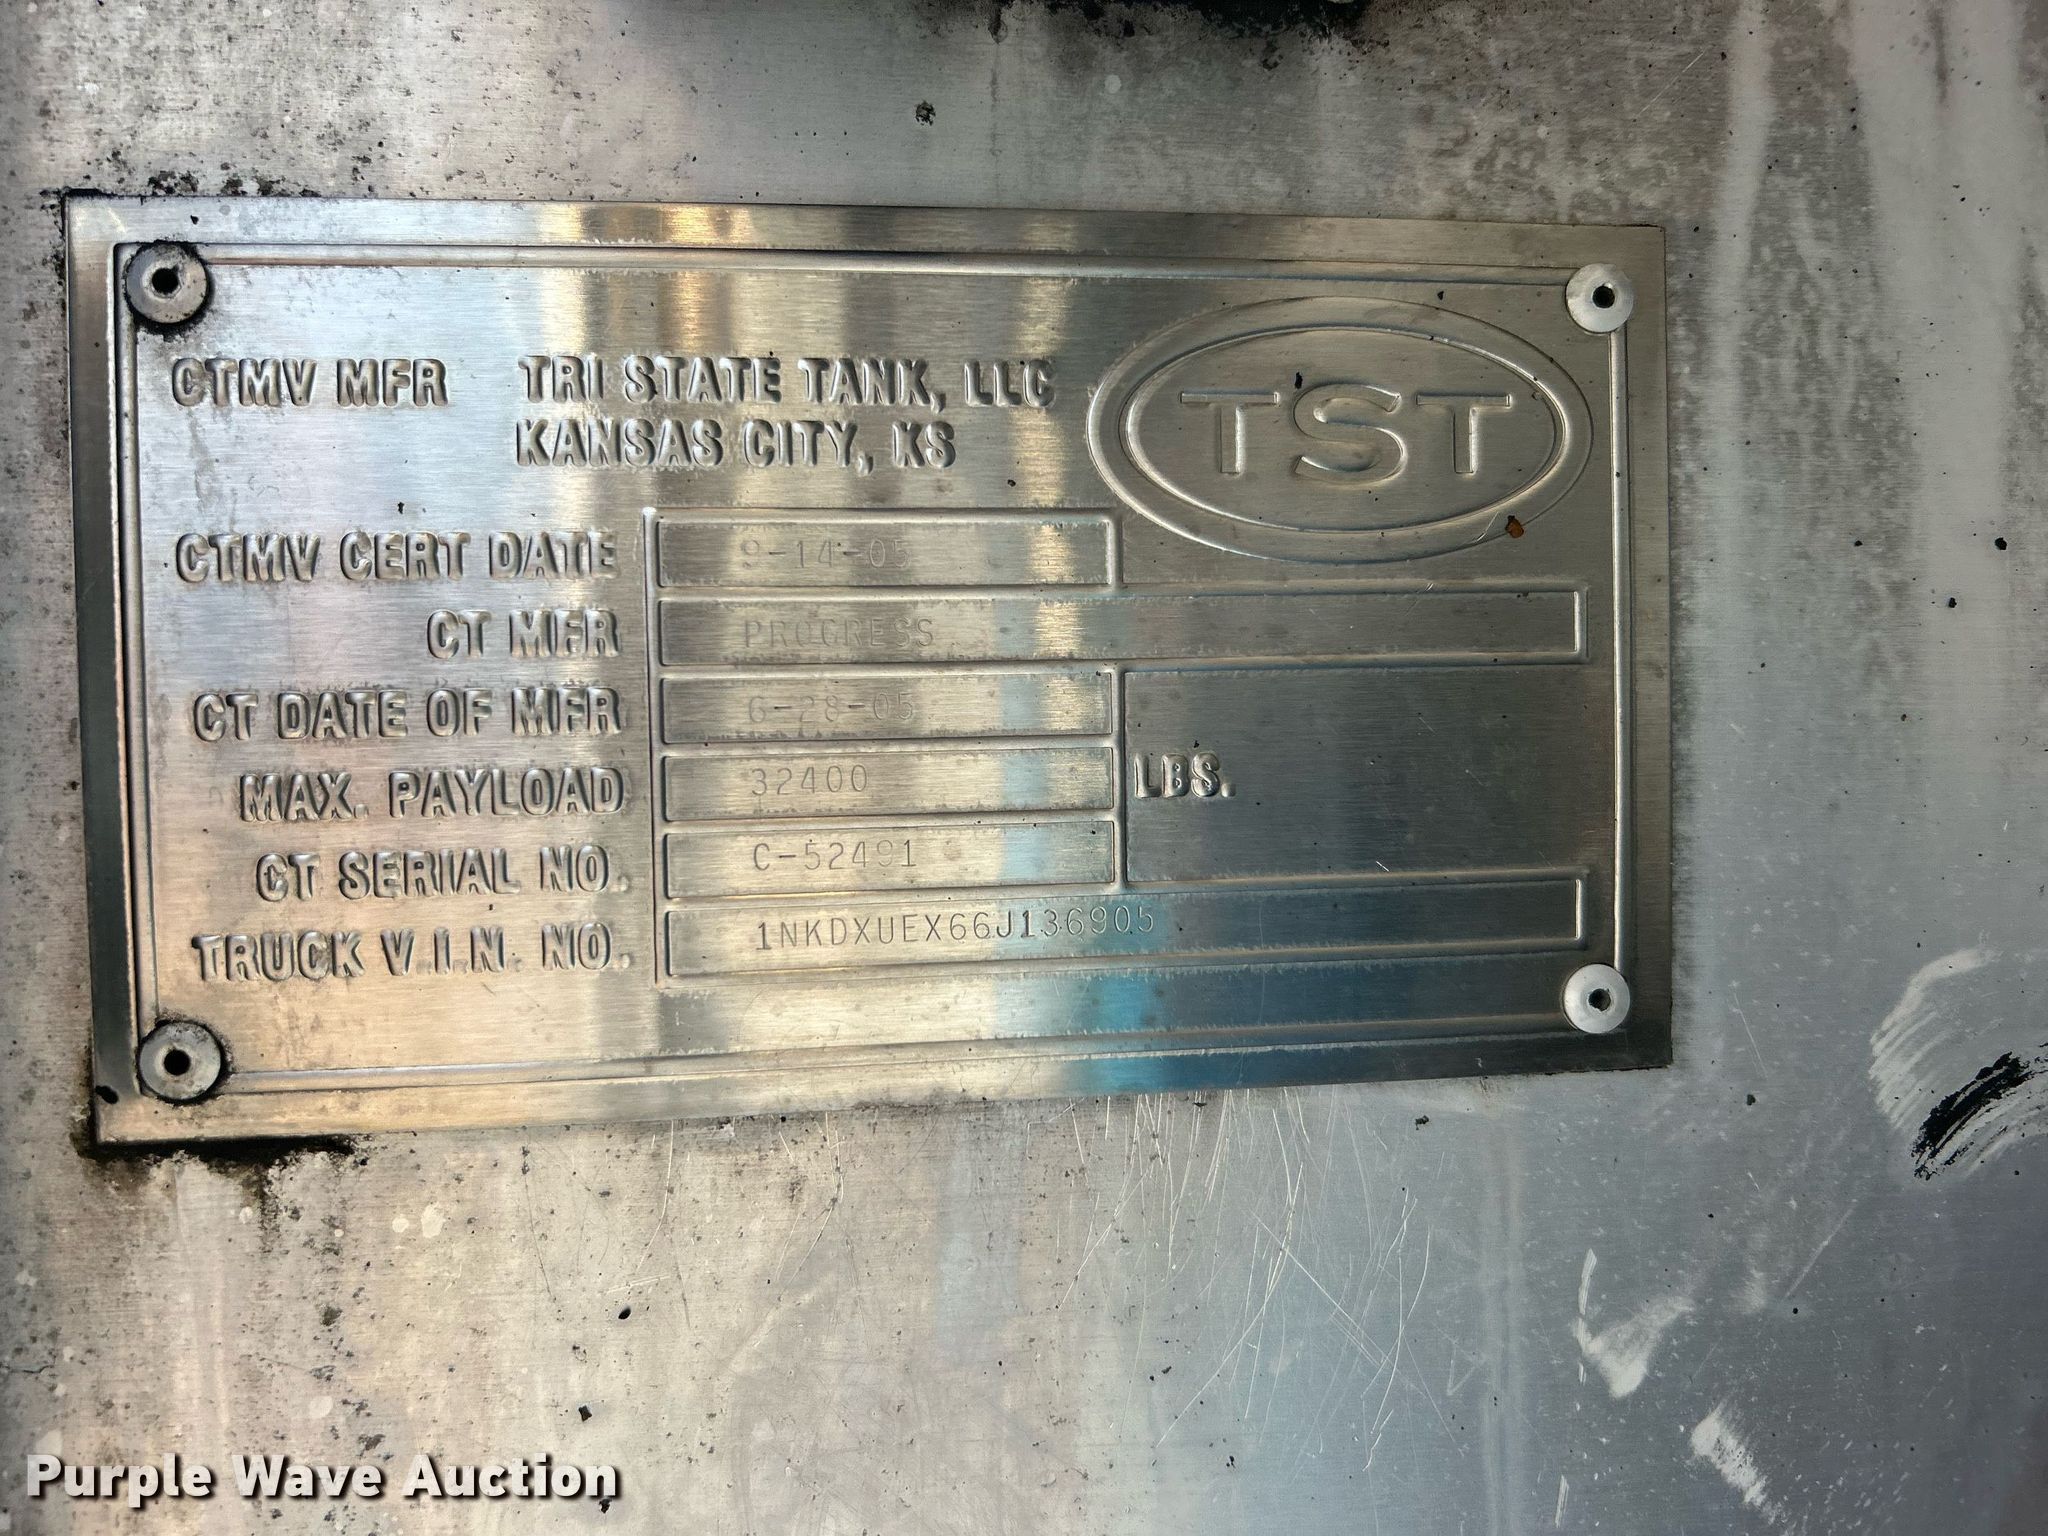 CTMV MFR TRI STATE TANK, LLC
KANSAS CITY, KS
TST
CTMV CERT DATE 9-14-05
CT MFR PROGRESS
CT DATE OF MFR 6-28-05
MAX. PAYLOAD 32400 LBS.
CT SERIAL NO. C-52491
TRUCK V.I.N. NO. 1NKDXUEX66J136905
Purple Wave Auction